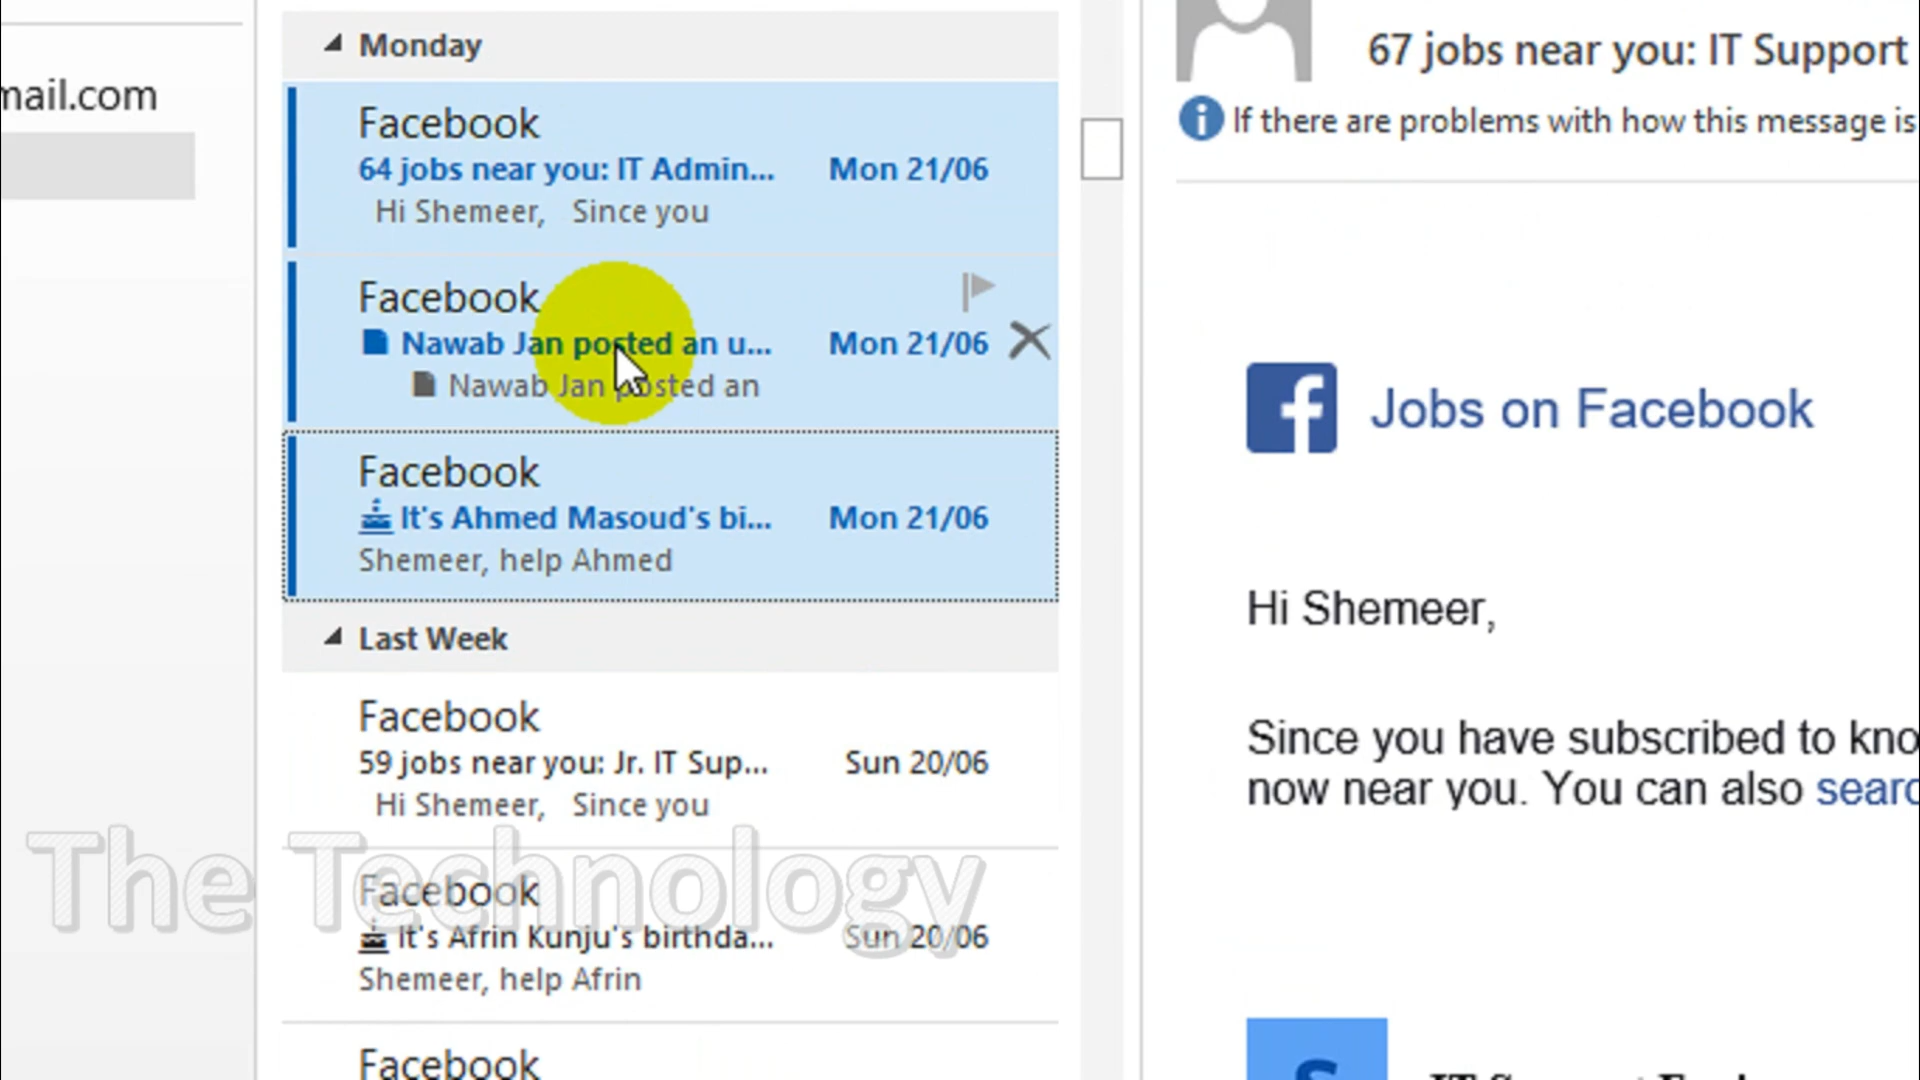 mail.com
Monday
Facebook
64 jobs near you: IT Admin... Mon 21/06
Hi Shemeer, Since you
Facebook
Nawab Jan posted an u... Mon 21/06
Nawab Jan posted an
Facebook
It's Ahmed Masoud's bi... Mon 21/06
Shemeer, help Ahmed
Last Week
Facebook
59 jobs near you: Jr. IT Sup... Sun 20/06
Hi Shemeer, Since you
Facebook
It's Afrin Kunju's birthda... Sun 20/06
Shemeer, help Afrin
Facebook
The Technology
67 jobs near you: IT Support
If there are problems with how this message is
f Jobs on Facebook
Hi Shemeer,
Since you have subscribed to kno
now near you. You can also searc